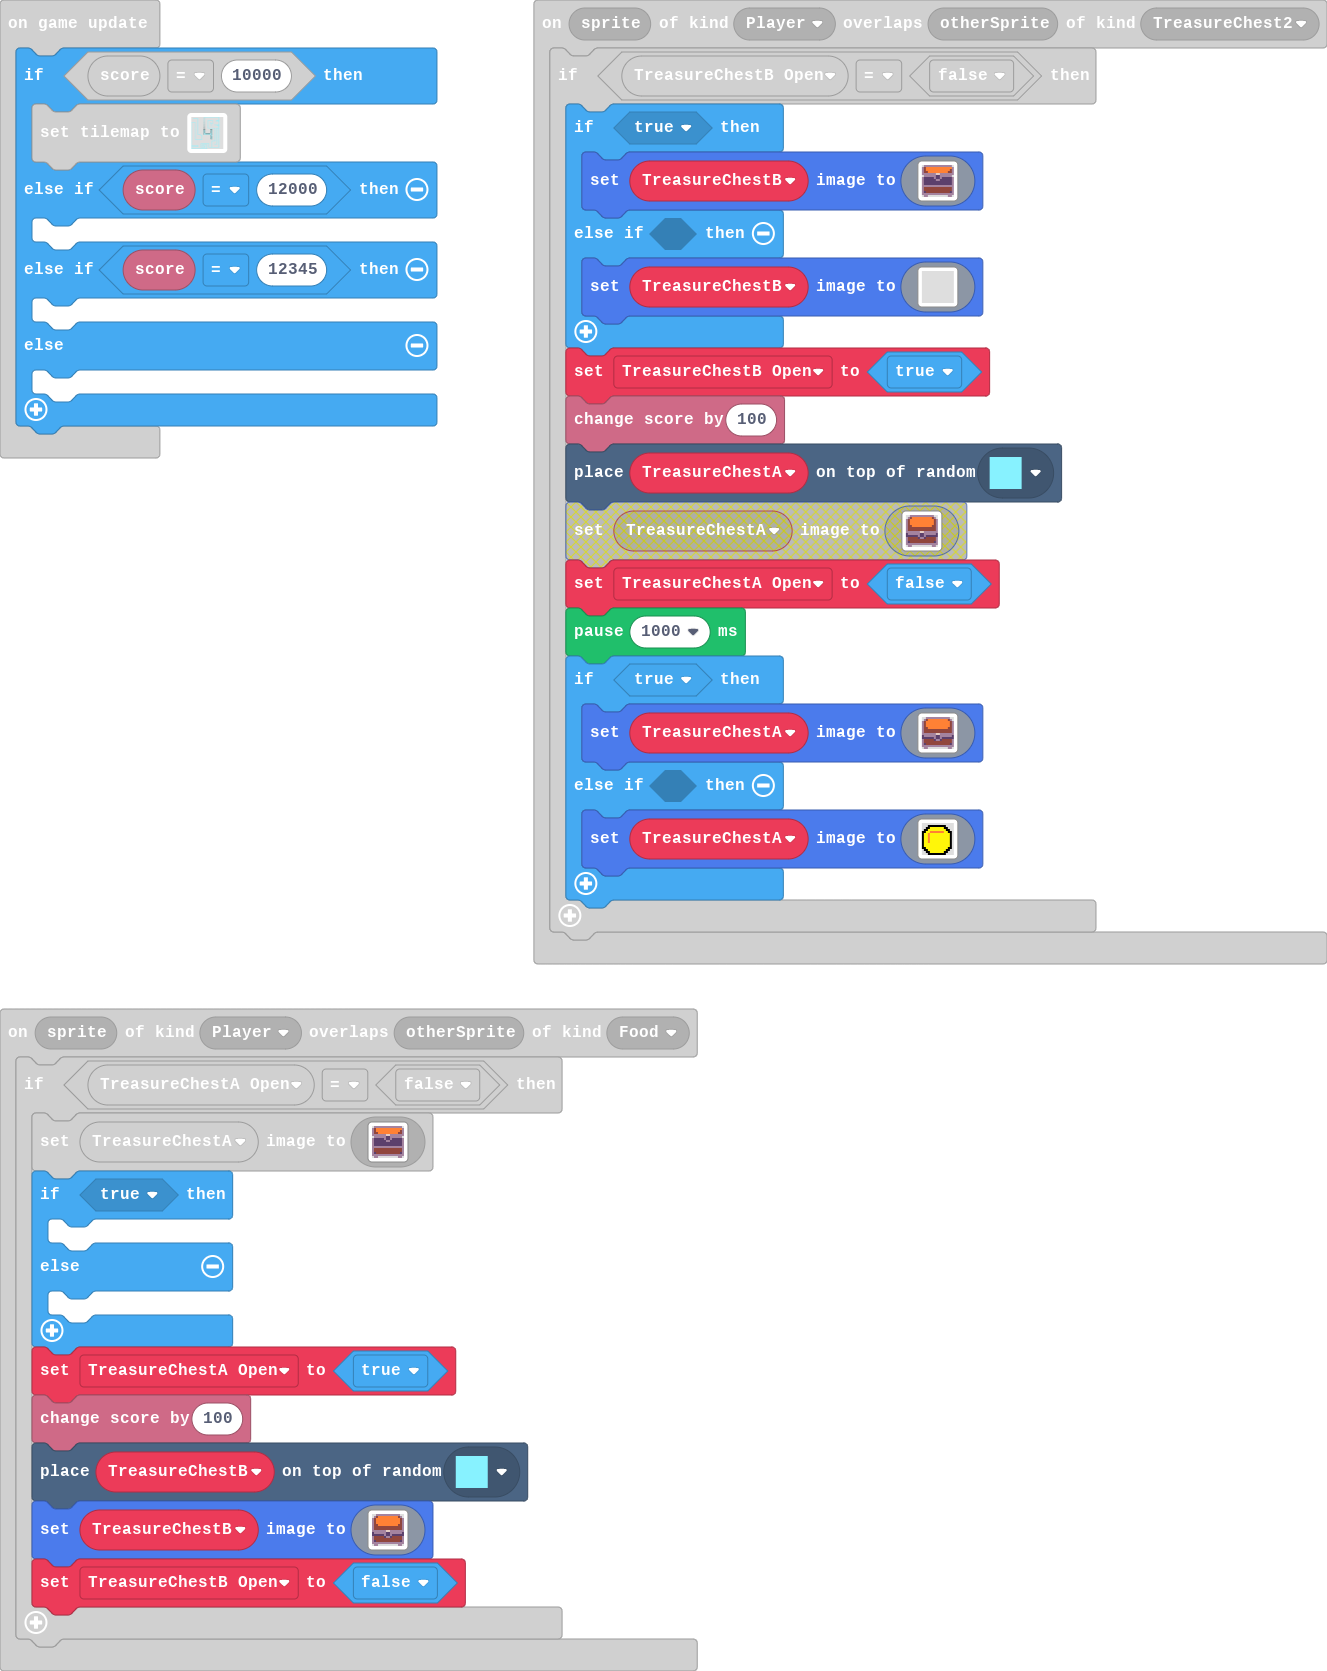 on game update
if score = 10000 then
set tilemap to
else if score = 12000 then
else if score = 12345 then
else
on sprite of kind Player overlaps otherSprite of kind TreasureChest2
if TreasureChestB Open = false then
if true then
set TreasureChestB image to
else if then
set TreasureChestB image to
set TreasureChestB Open to true
change score by 100
place TreasureChestA on top of random
set TreasureChestA image to
set TreasureChestA Open to false
pause 1000 ms
if true then
set TreasureChestA image to
else if then
set TreasureChestA image to
on sprite of kind Player overlaps otherSprite of kind Food
if TreasureChestA Open = false then
set TreasureChestA image to
if true then
else
set TreasureChestA Open to true
change score by 100
place TreasureChestB on top of random
set TreasureChestB image to
set TreasureChestB Open to false